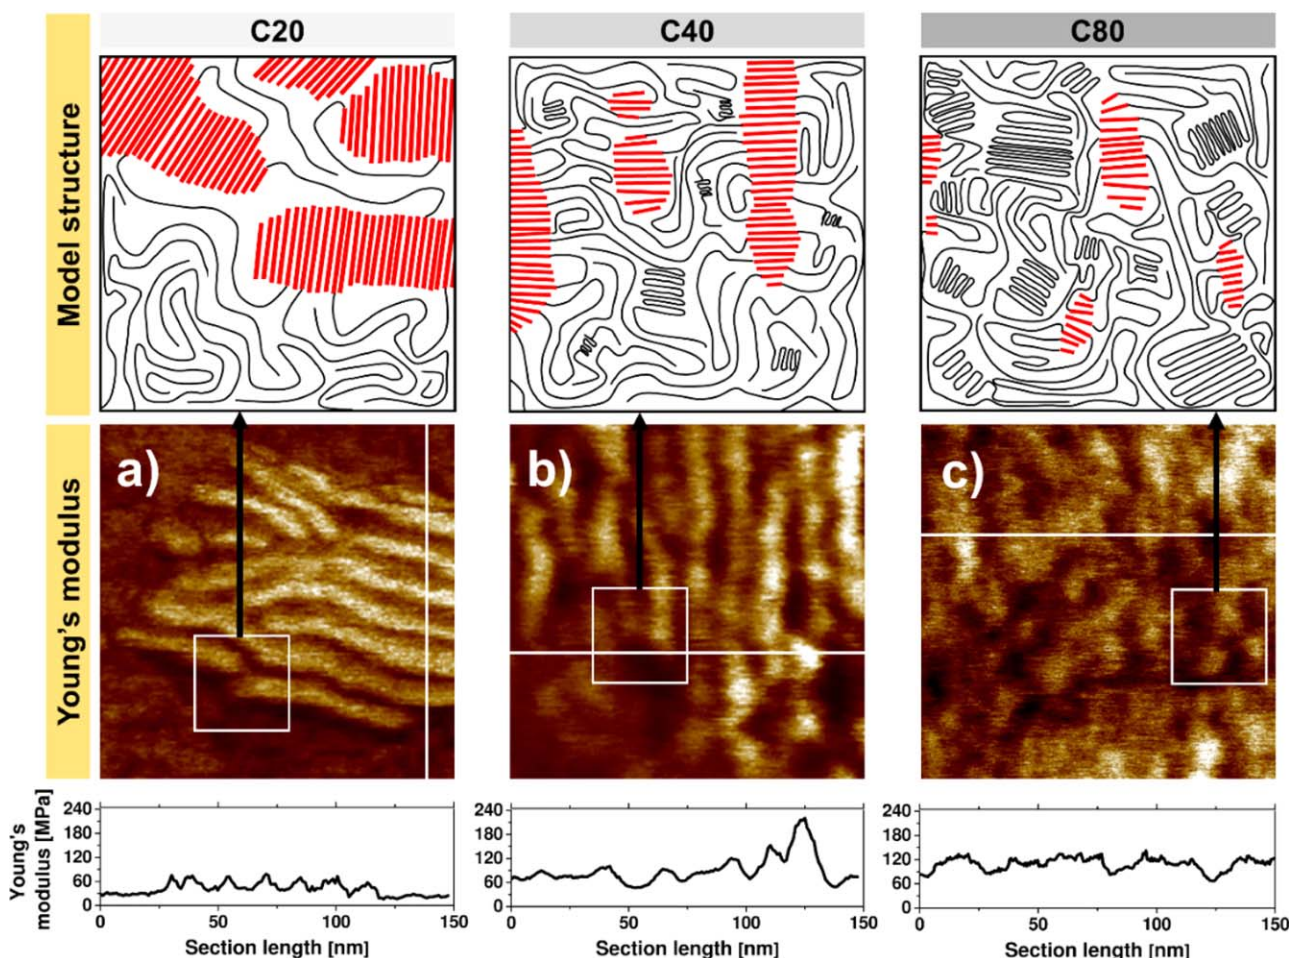 C20
C40
C80
Model structure
Young's modulus
a)
b)
c)
Young's
modulus [MPa]
240
180
120
60
0
0
50
100
150
Section length [nm]
240
180
120
60
0
0
50
100
150
Section length [nm]
240
180
120
60
0
0
50
100
150
Section length [nm]